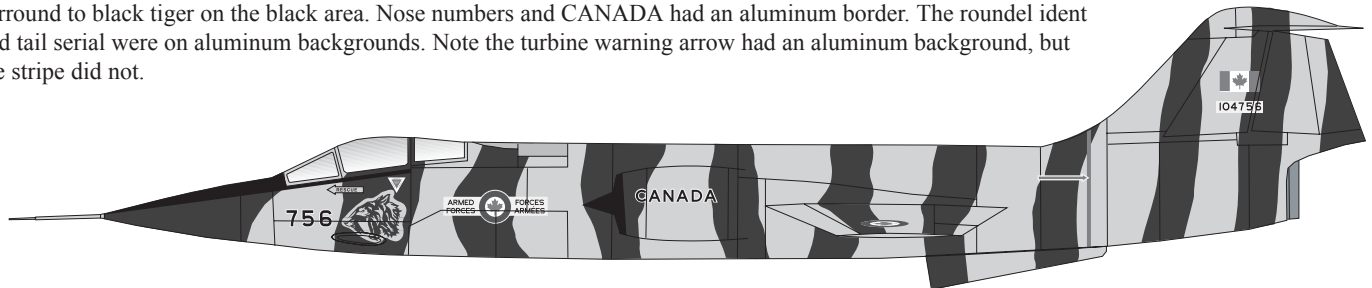 rround to black tiger on the black area. Nose numbers and CANADA had an aluminum border. The roundel ident
d tail serial were on aluminum backgrounds. Note the turbine warning arrow had an aluminum background, but
e stripe did not.
104756
RESCUE
ARMED
FORCES
FORCES
ARMÉES
CANADA
756